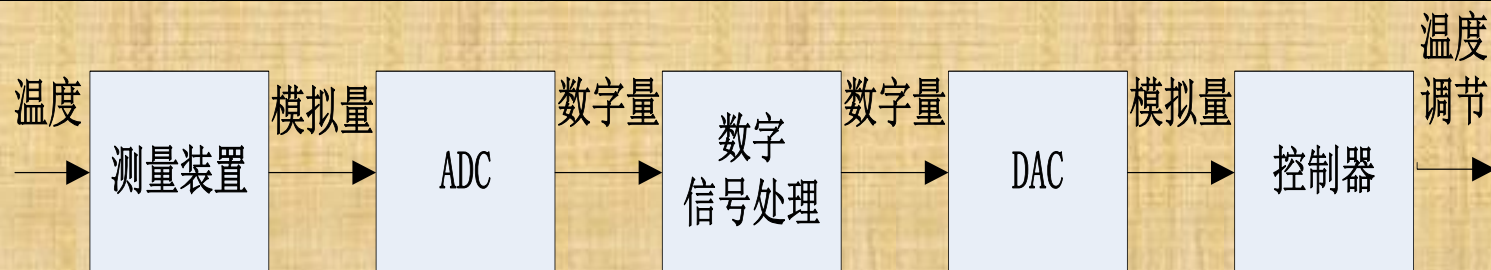 温度
测量装置
模拟量
ADC
数字量
数字
信号处理
数字量
DAC
模拟量
控制器
温度
调节